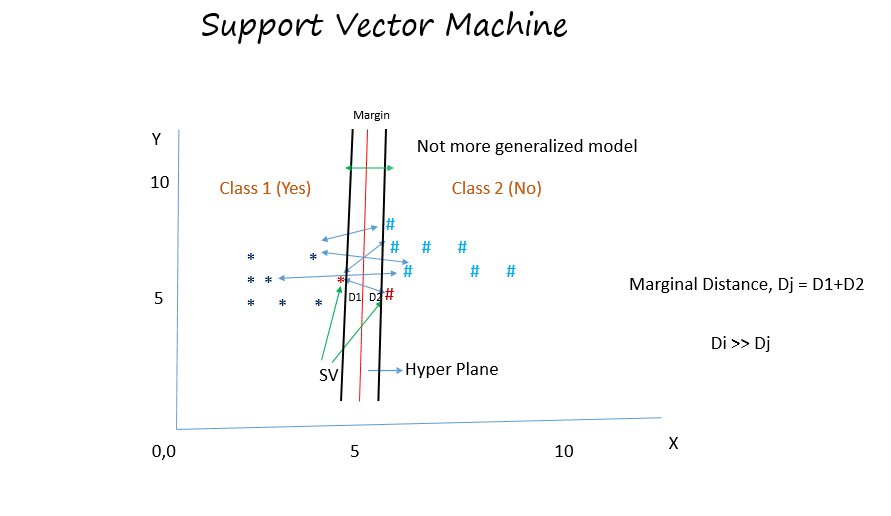 Support Vector Machine
Margin
Y
Not more generalized model
10
Class 1 (Yes)
Class 2 (No)
#
# # #
* *
# # #
* * *
D1 D2 #
* * *
5
Marginal Distance, Dj = D1+D2
Di >> Dj
SV
Hyper Plane
0,0
5
10
X